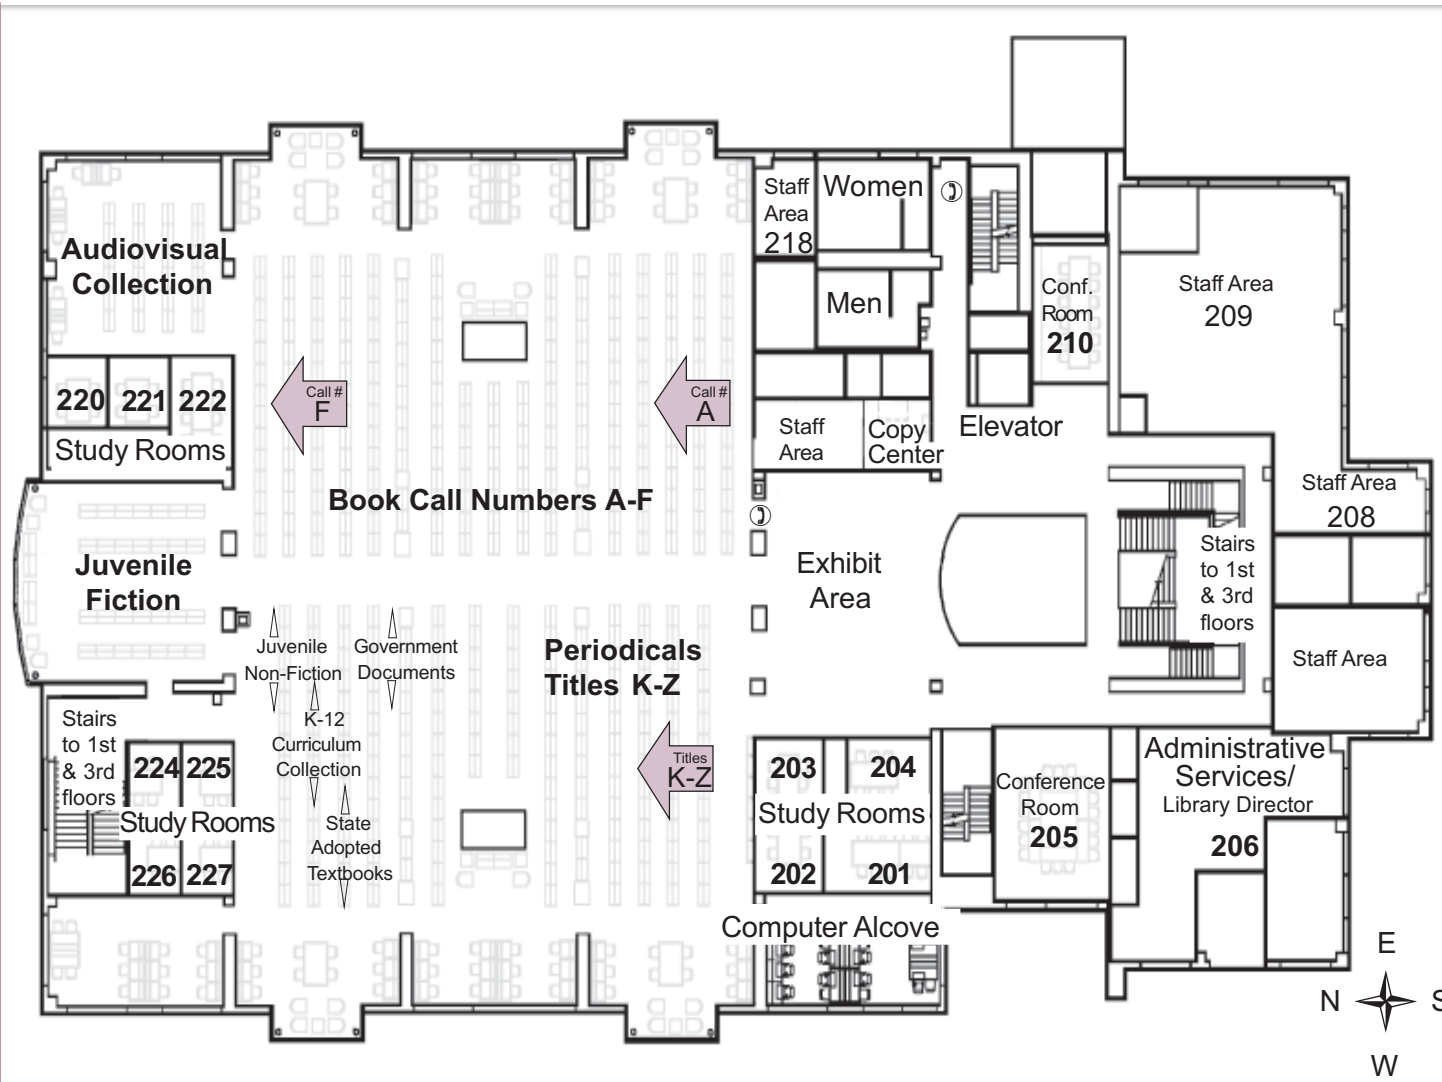 Audiovisual
Collection
Staff
Area
218
Women
Men
Conf.
Room
210
Staff Area
209
220 221 222
Study Rooms
Call #
F
Call #
A
Staff
Area
Copy
Center
Elevator
Staff Area
208
Book Call Numbers A-F
Juvenile
Fiction
Exhibit
Area
Stairs
to 1st
& 3rd
floors
Juvenile
Non-Fiction
Government
Documents
Periodicals
Titles K-Z
Staff Area
Stairs
to 1st
& 3rd
floors
K-12
Curriculum
Collection
Titles
K-Z
224 225
Study Rooms
226 227
State
Adopted
Textbooks
203 204
Study Rooms
202 201
Conference
Room
205
Administrative
Services/
Library Director
206
Computer Alcove
E
N S
W